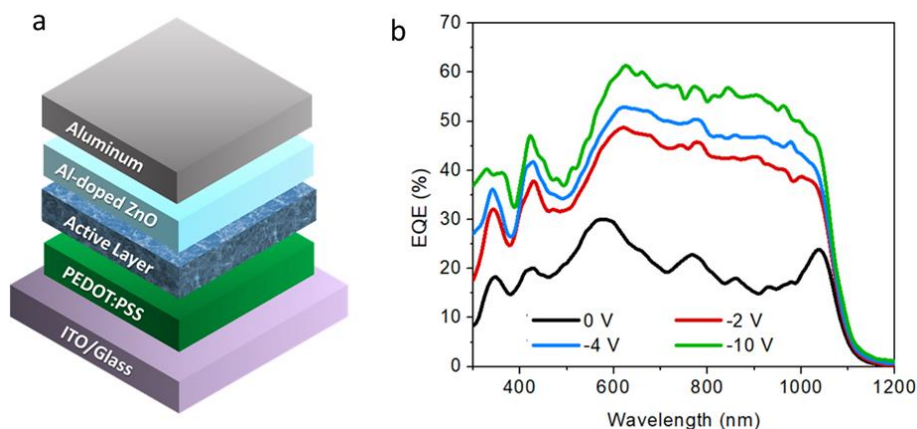 a
Aluminum
Al-doped ZnO
Active Layer
PEDOT:PSS
ITO/Glass
b
EQE (%)
70
60
50
40
30
20
10
0
0 V
-2 V
-4 V
-10 V
400
600
800
1000
1200
Wavelength (nm)